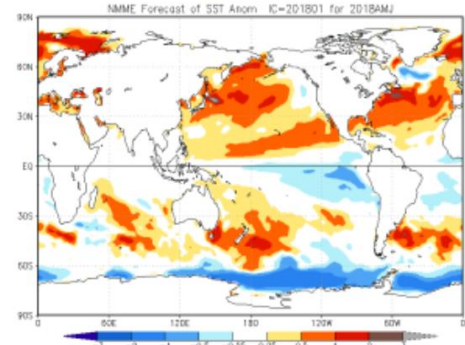 NMME Forecast of SST Anom IC=201801 for 2018AMJ
90N
60N
30N
EQ
30S
60S
90S
0 60E 120E 180 120W 60W 0